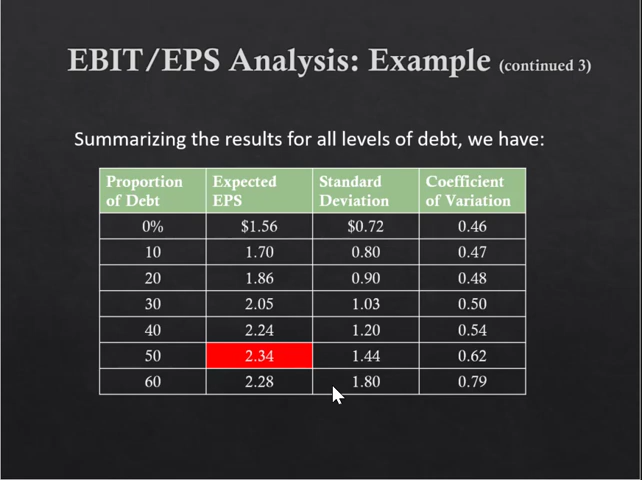 EBIT/EPS Analysis: Example (continued 3)
Summarizing the results for all levels of debt, we have:
Proportion of Debt Expected EPS Standard Deviation Coefficient of Variation
0% $1.56 $0.72 0.46
10 1.70 0.80 0.47
20 1.86 0.90 0.48
30 2.05 1.03 0.50
40 2.24 1.20 0.54
50 2.34 1.44 0.62
60 2.28 1.80 0.79